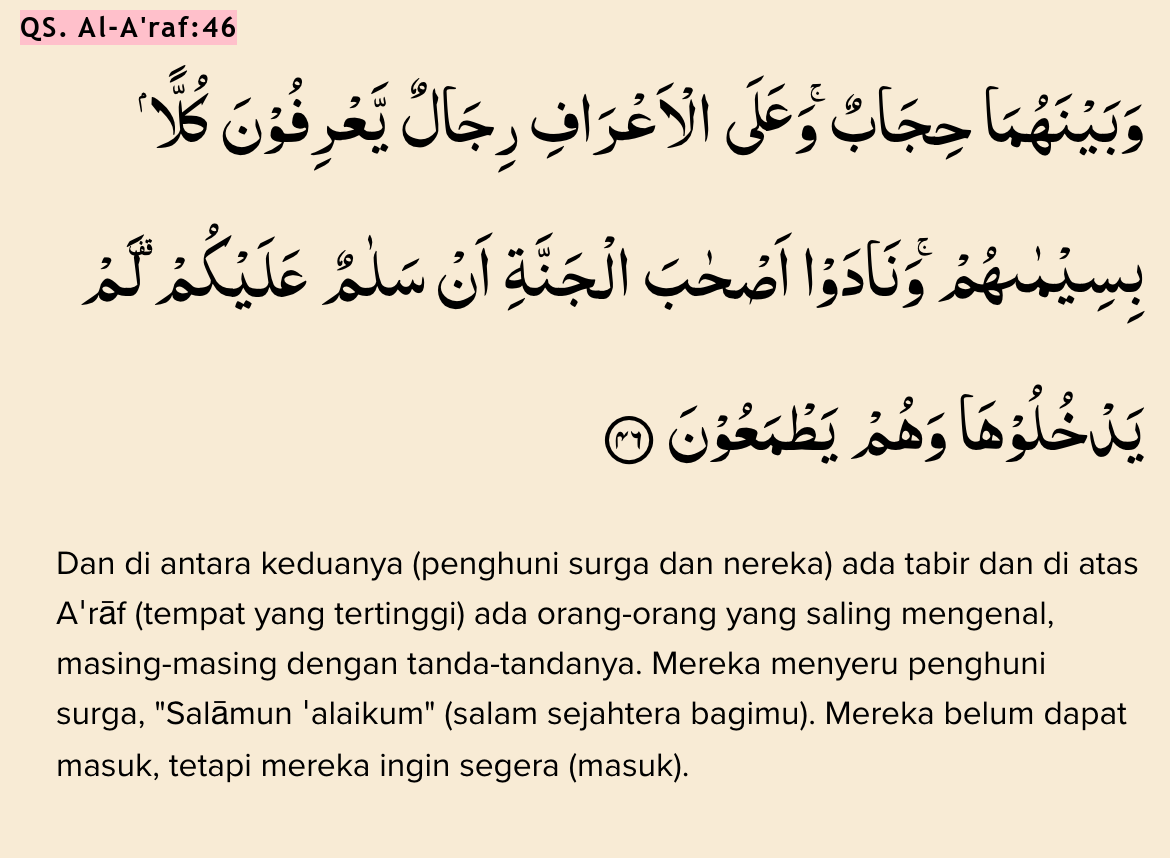 QS. Al-A'raf:46
وَبَيْنَهُمَا حِجَابٌۚ وَعَلَى الْاَعْرَافِ رِجَالٌ يَّعْرِفُوْنَ كُلًّا ۢ
بِسِيْمٰىهُمْۚ وَنَادَوْا اَصْحٰبَ الْجَنَّةِ اَنْ سَلٰمٌ عَلَيْكُمْۗ لَمْ
يَدْخُلُوْهَا وَهُمْ يَطْمَعُوْنَ ٤٦
Dan di antara keduanya (penghuni surga dan nereka) ada tabir dan di atas
A'rāf (tempat yang tertinggi) ada orang-orang yang saling mengenal,
masing-masing dengan tanda-tandanya. Mereka menyeru penghuni
surga, "Salāmun 'alaikum" (salam sejahtera bagimu). Mereka belum dapat
masuk, tetapi mereka ingin segera (masuk).